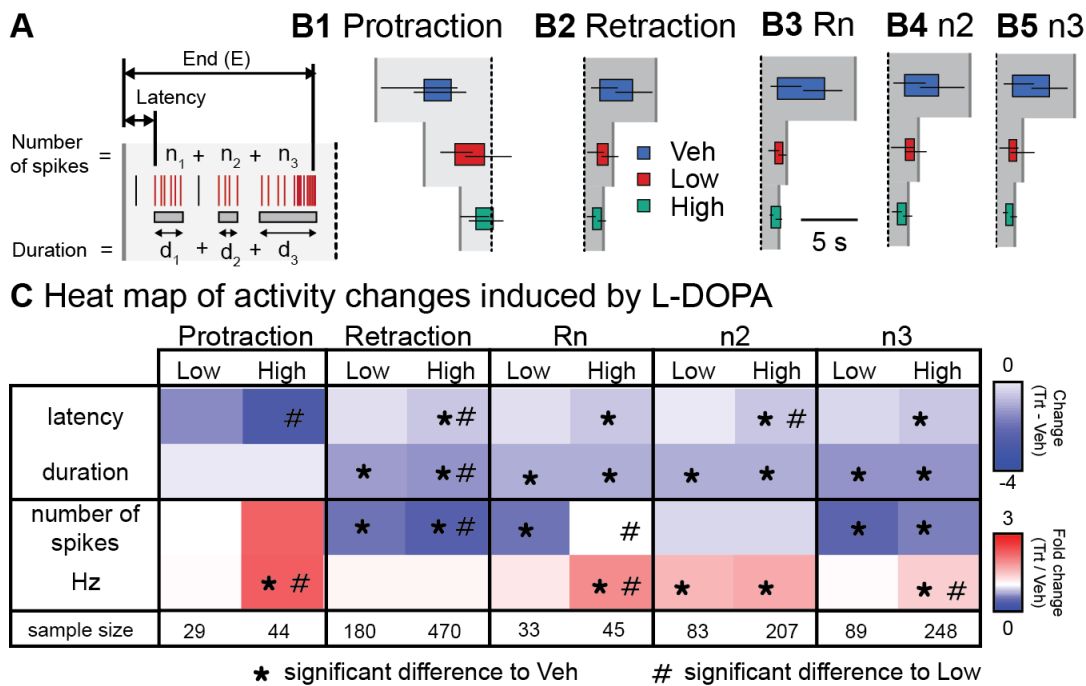 A
B1 Protraction
B2 Retraction
B3 Rn
B4 n2
B5 n3
End (E)
Latency
Number of spikes = n1 + n2 + n3
Duration = d1 + d2 + d3
Veh
Low
High
5 s
C Heat map of activity changes induced by L-DOPA
Protraction Retraction Rn n2 n3
Low High Low High Low High Low High Low High
latency # *# * * # *
duration * *# * * * * * *
number of spikes * *# * # * *
Hz * # * # * * * #
sample size 29 44 180 470 33 45 83 207 89 248
0
Change
(Trt - Veh)
-4
3
Fold change
(Trt / Veh)
0
* significant difference to Veh # significant difference to Low